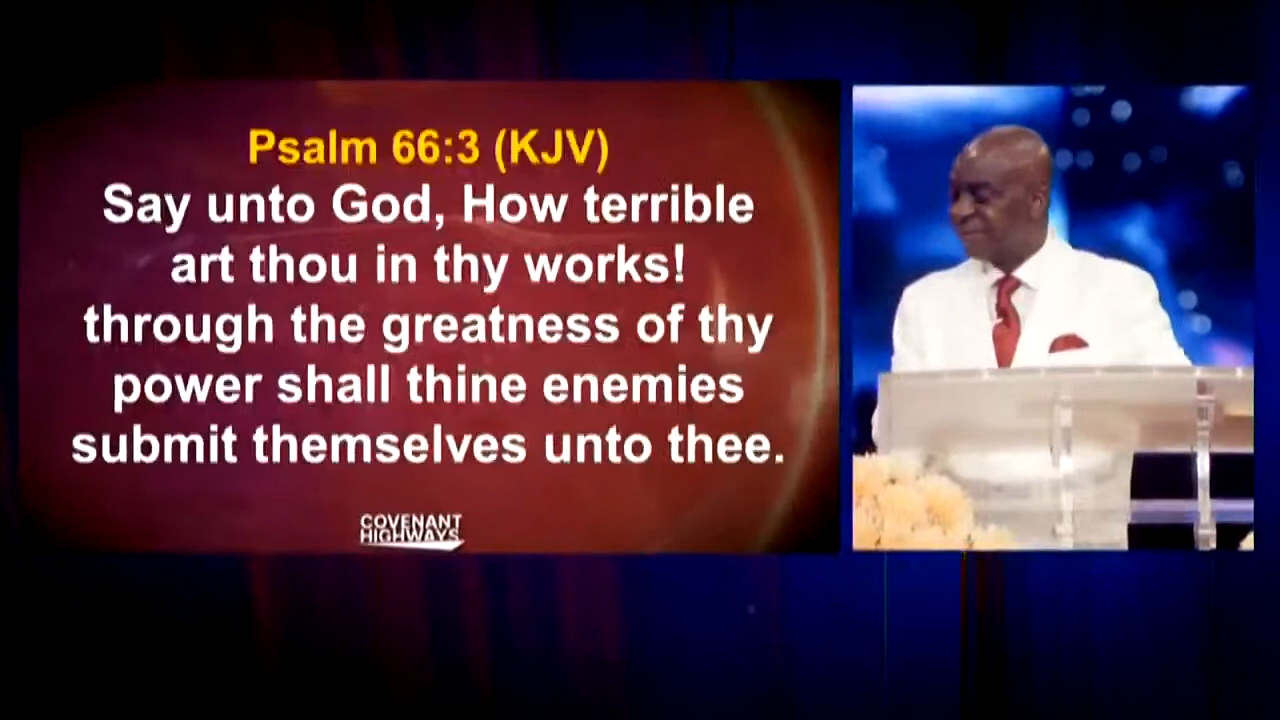 Psalm 66:3 (KJV)
Say unto God, How terrible
art thou in thy works!
through the greatness of thy
power shall thine enemies
submit themselves unto thee.
COVENANT
HIGHWAYS